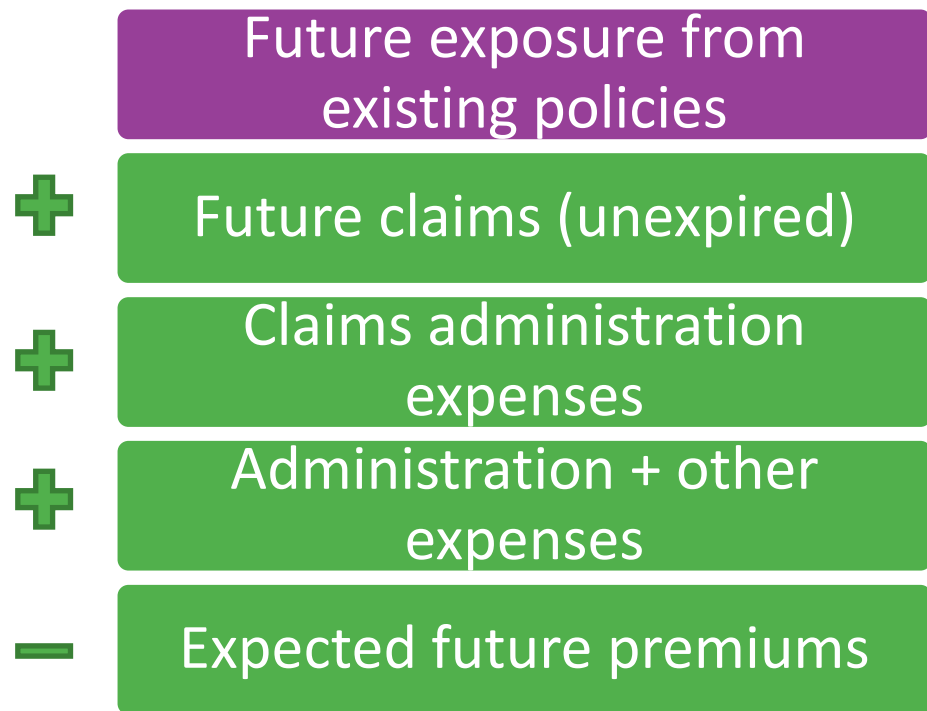 Future exposure from
existing policies
Future claims (unexpired)
Claims administration
expenses
Administration + other
expenses
Expected future premiums